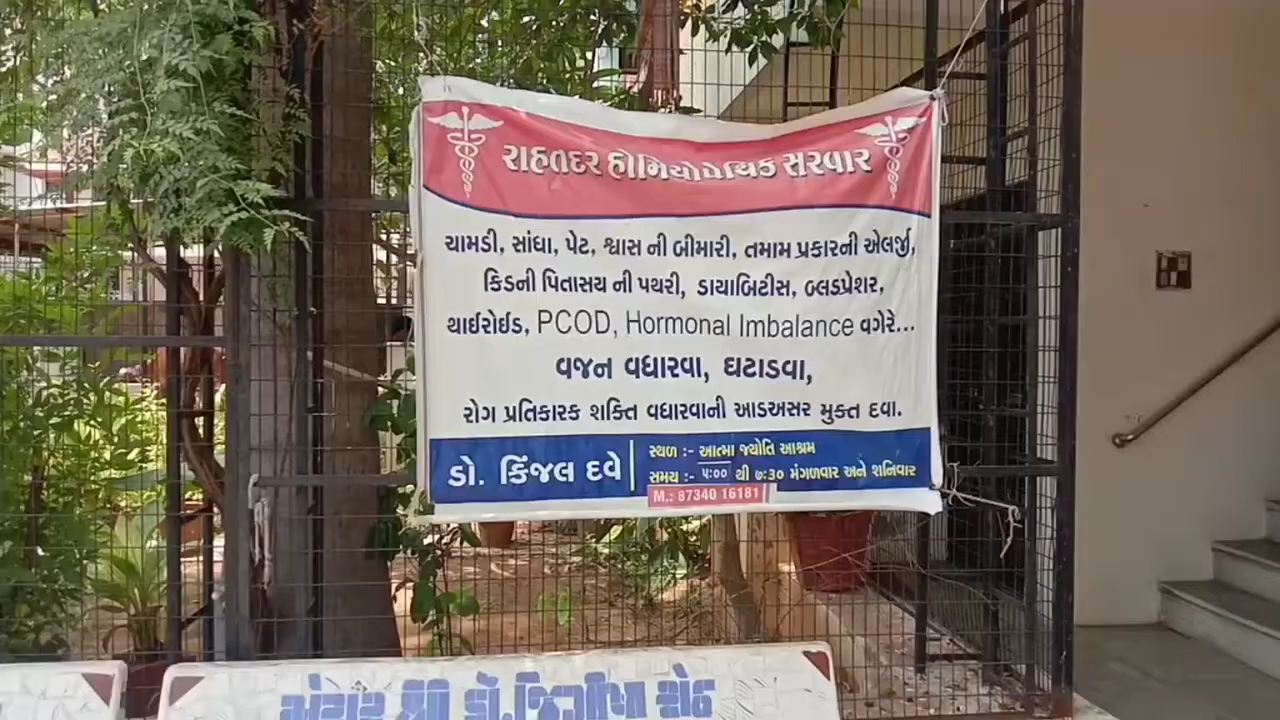 રાહતદર હોમિયોપેથિક સરવાર
ચામડી, સાંધા, પેટ, શ્વાસ ની બીમારી, તમામ પ્રકારની એલર્જી,
કિડની પિતાસય ની પથરી, ડાયાબિટીસ, બ્લડપ્રેશર,
થાઈરોઈડ, PCOD, Hormonal Imbalance વગેરે...
વજન વધારવા, ઘટાડવા,
રોગ પ્રતિકારક શક્તિ વધારવાની આડઅસર મુક્ત દવા.
ડૉ. કિંજલ દવે
સ્થળ :- આત્મા જ્યોતિ આશ્રમ
સમય :- ૫:૦૦ થી ૭:૩૦ મંગળવાર અને શનિવાર
M.: 87340 16181